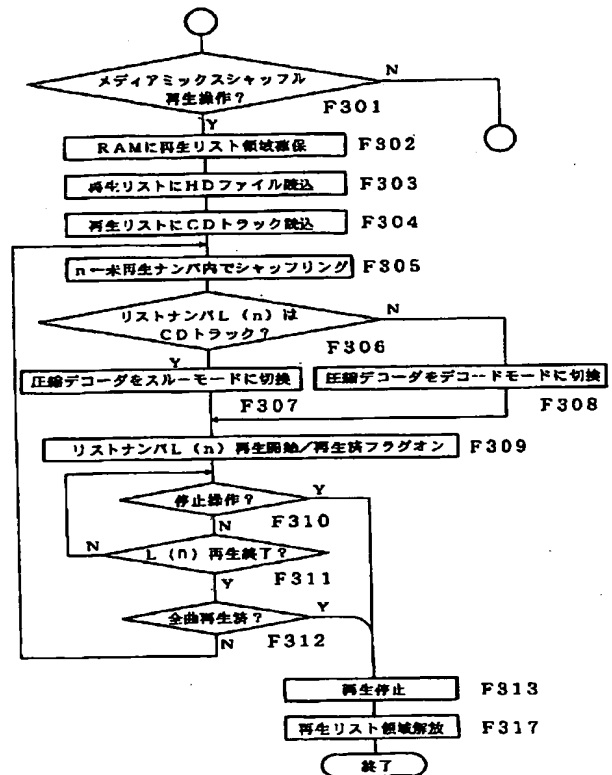 メディアミックスシャッフル
再生操作?
N
F301
Y
RAMに再生リスト領域確保 F302
再生リストにHDファイル読込 F303
再生リストにCDトラック読込 F304
n←未再生ナンバ内でシャッフリング F305
リストナンバL(n)は
CDトラック?
N
F306
Y
圧縮デコーダをスルーモードに切換
圧縮デコーダをデコードモードに切換
F307
F308
リストナンバL(n)再生開始/再生済フラグオン F309
停止操作?
Y
F310
N
L(n)再生終了?
N
F311
Y
全曲再生済?
Y
F312
N
再生停止 F313
再生リスト領域解放 F317
終了